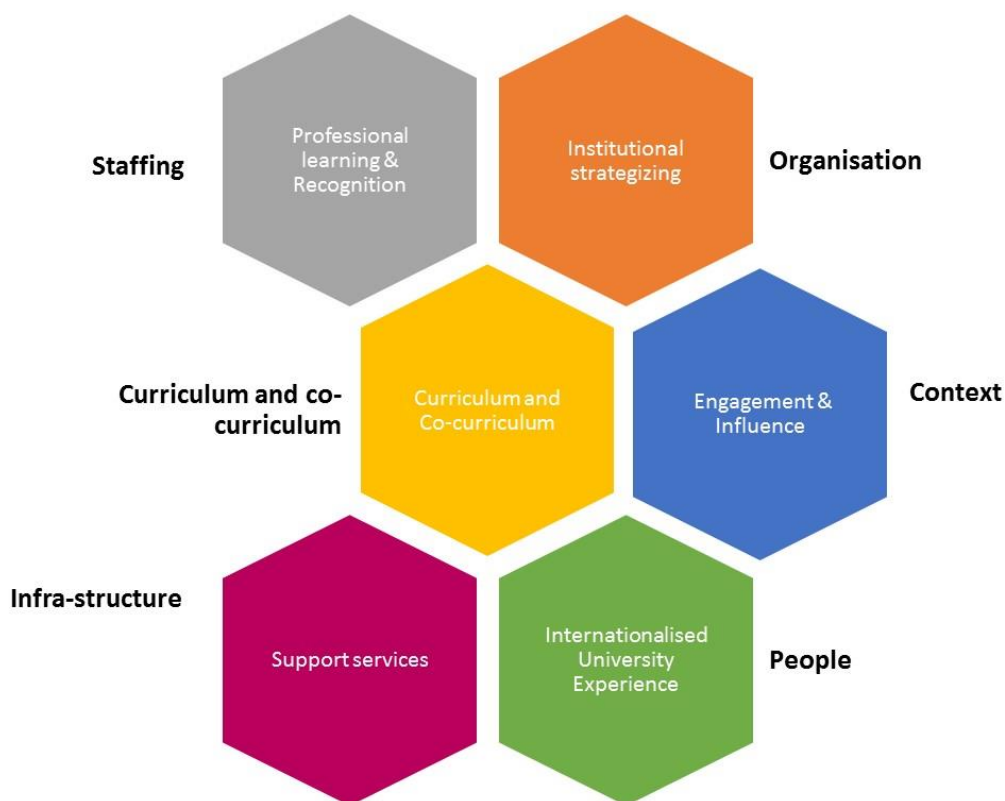 Staffing
Professional
learning &
Recognition
Institutional
strategizing
Organisation
Curriculum and co-
curriculum
Curriculum and
Co-curriculum
Engagement &
Influence
Context
Infra-structure
Support services
Internationalised
University
Experience
People